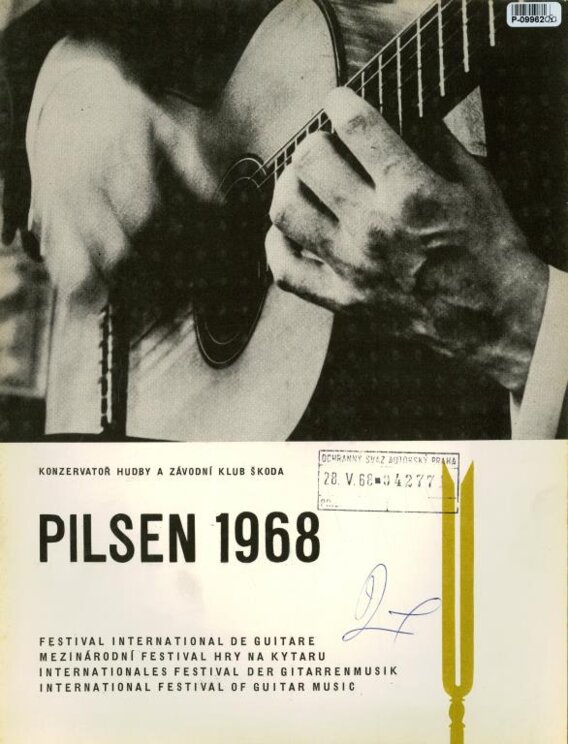 P-09962
KONZERVATOŘ HUDBY A ZÁVODNÍ KLUB ŠKODA
OCHRANNÝ SVAZ AUTORSKÝ PRAHA
28. V. 68 04277
PILSEN 1968
FESTIVAL INTERNATIONAL DE GUITARE
MEZINÁRODNÍ FESTIVAL HRY NA KYTARU
INTERNATIONALES FESTIVAL DER GITARRENMUSIK
INTERNATIONAL FESTIVAL OF GUITAR MUSIC